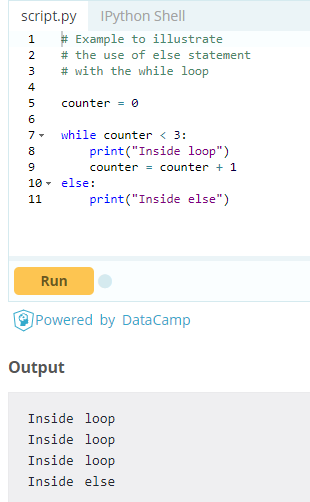 script.py IPython Shell
1 # Example to illustrate
2 # the use of else statement
3 # with the while loop
4
5 counter = 0
6
7 while counter < 3:
8     print("Inside loop")
9     counter = counter + 1
10 else:
11     print("Inside else")
Run
Powered by DataCamp
Output
Inside loop
Inside loop
Inside loop
Inside else